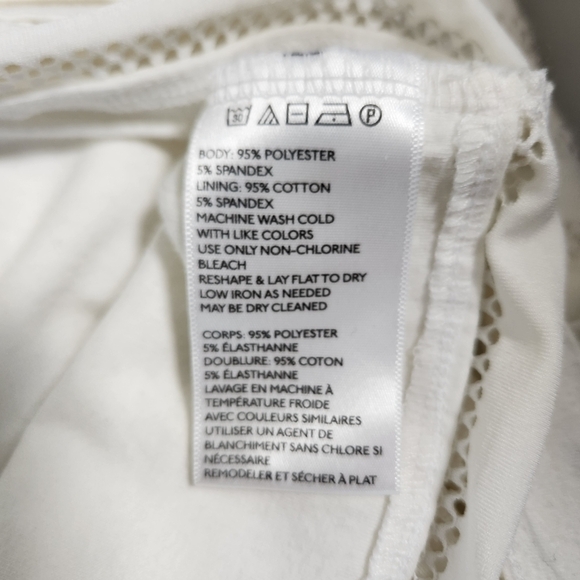 30
P
BODY: 95% POLYESTER
5% SPANDEX
LINING: 95% COTTON
5% SPANDEX
MACHINE WASH COLD
WITH LIKE COLORS
USE ONLY NON-CHLORINE
BLEACH
RESHAPE & LAY FLAT TO DRY
LOW IRON AS NEEDED
MAY BE DRY CLEANED
CORPS: 95% POLYESTER
5% ÉLASTHANNE
DOUBLURE: 95% COTON
5% ÉLASTHANNE
LAVAGE EN MACHINE À
TEMPÉRATURE FROIDE
AVEC COULEURS SIMILAIRES
UTILISER UN AGENT DE
BLANCHIMENT SANS CHLORE SI
NÉCESSAIRE
REMODELER ET SÉCHER À PLAT